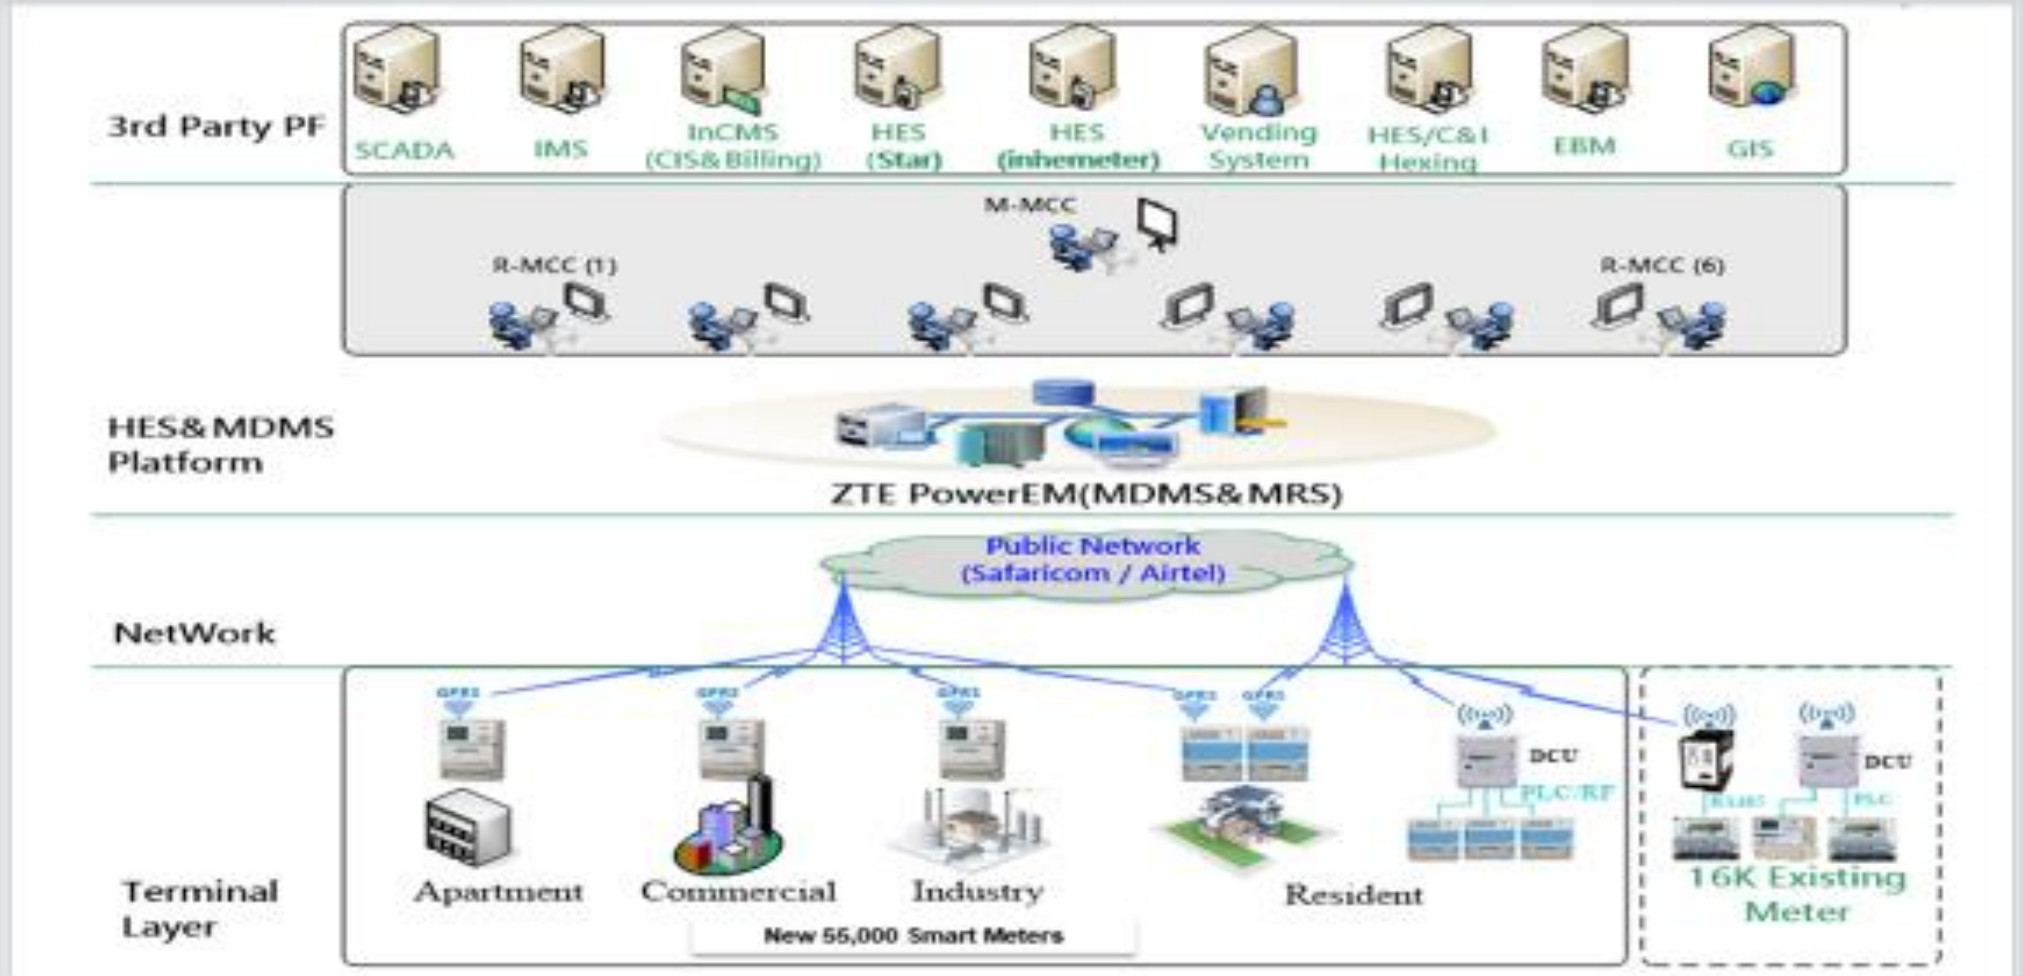 3rd Party PF
SCADA
IMS
InCMS
(CIS&Billing)
HES
(Star)
HES
(inhemeter)
Vending
System
HES/C&I
Hexing
EBM
GIS
M-MCC
R-MCC (1)
R-MCC (6)
HES&MDMS
Platform
ZTE PowerEM(MDMS&MRS)
Public Network
(Safaricom / Airtel)
NetWork
GPRS
GPRS
GPRS
GPRS
GPRS
DCU
PLC/RF
DCU
RS485
PLC
Apartment
Commercial
Industry
Resident
16K Existing
Meter
Terminal
Layer
New 55,000 Smart Meters